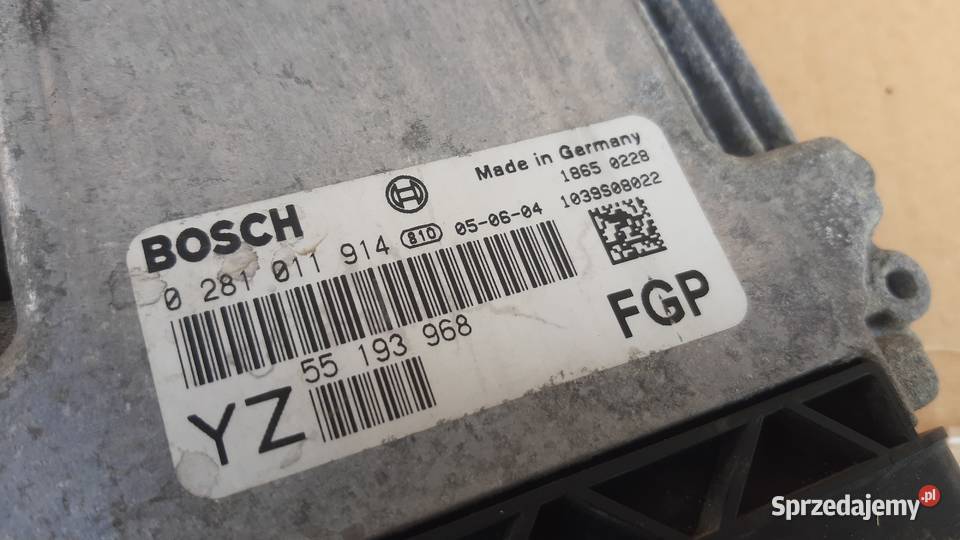 Made in Germany
1865 0228
1039S08022
BOSCH
0 281 011 914 810 05-06-04
55 193 968
YZ
FGP
Sprzedajemy.pl